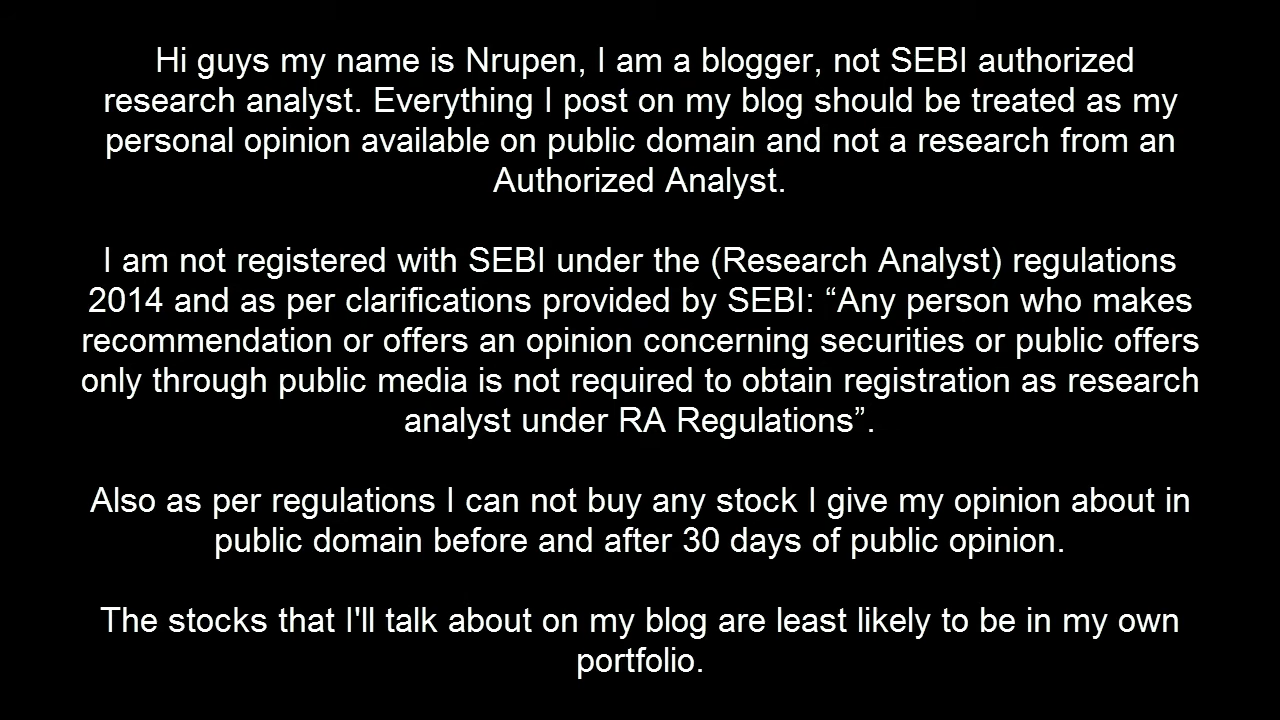 Hi guys my name is Nrupen, I am a blogger, not SEBI authorized
research analyst. Everything I post on my blog should be treated as my
personal opinion available on public domain and not a research from an
Authorized Analyst.
I am not registered with SEBI under the (Research Analyst) regulations
2014 and as per clarifications provided by SEBI: “Any person who makes
recommendation or offers an opinion concerning securities or public offers
only through public media is not required to obtain registration as research
analyst under RA Regulations”.
Also as per regulations I can not buy any stock I give my opinion about in
public domain before and after 30 days of public opinion.
The stocks that I'll talk about on my blog are least likely to be in my own
portfolio.